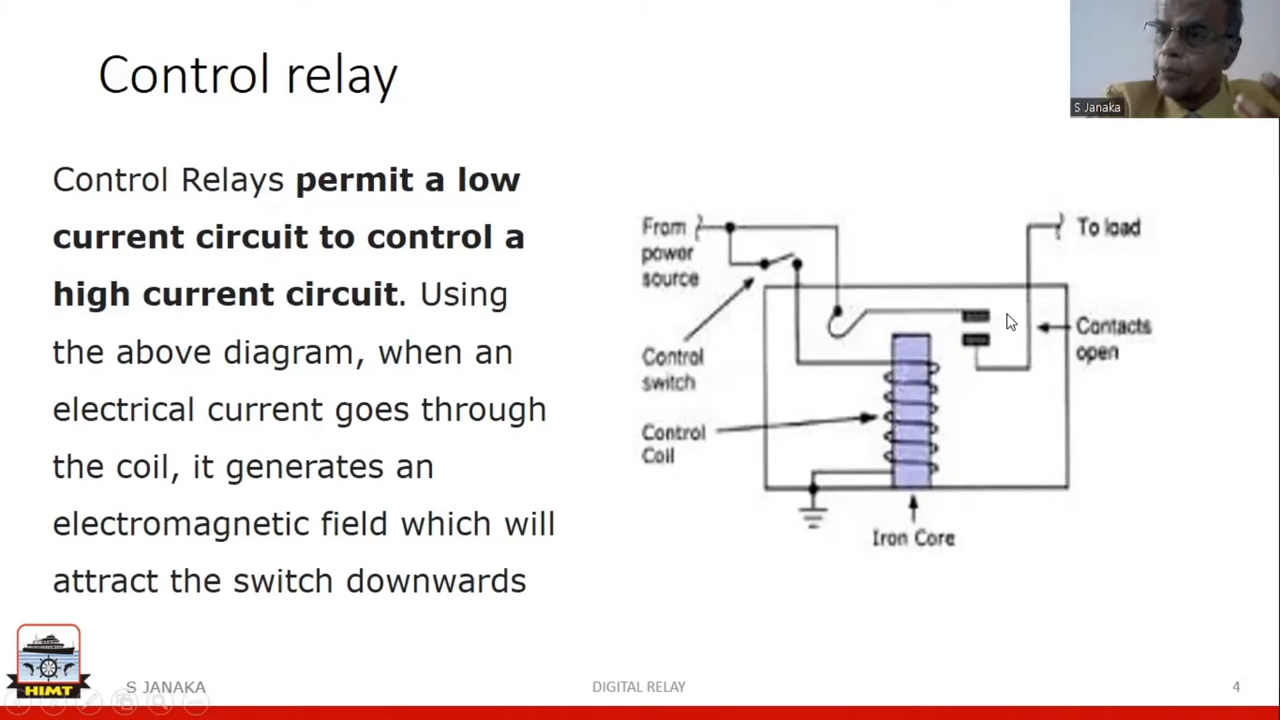 Control relay
S Janaka
Control Relays permit a low
current circuit to control a
high current circuit. Using
the above diagram, when an
electrical current goes through
the coil, it generates an
electromagnetic field which will
attract the switch downwards
From
power
source
To load
Control
switch
Contacts
open
Control
Coil
Iron Core
HIMT
S JANAKA
DIGITAL RELAY
4